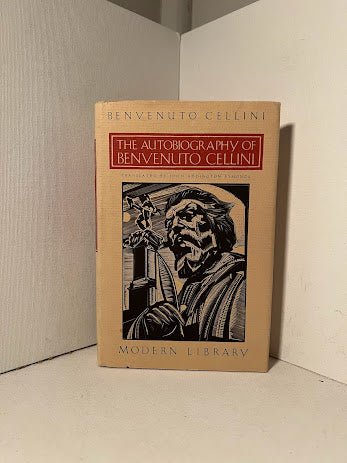 BENVENUTO CELLINI
THE AUTOBIOGRAPHY OF
BENVENUTO CELLINI
TRANSLATED BY JOHN ADDINGTON SYMONDS
MODERN LIBRARY